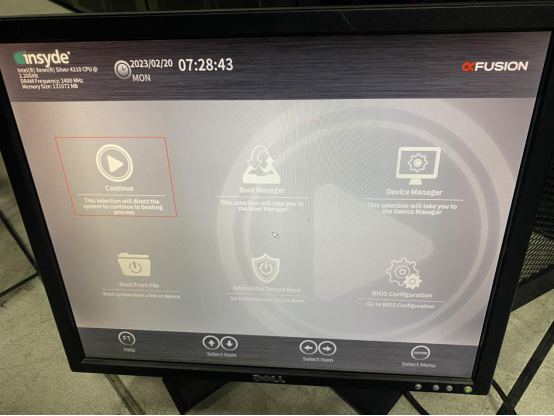 insyde®
Intel(R) Xeon(R) Silver 4210 CPU @
2.20GHz
DRAM Frequency: 2400 MHz
Memory Size: 131072 MB
2023/02/20
MON
07:28:43
FUSION
Continue
This selection will direct the
system to continue to booting
process
Boot Manager
This selection will take you to
the Boot Manager
Device Manager
This selection will take you to
the Device Manager
Boot From File
Boot system from a file or device.
Administer Secure Boot
Go to Administer Secure Boot
BIOS Configuration
Go to BIOS Configuration
F1
Help
Select Item
Select Item
ENTER
Select Menu
DELL